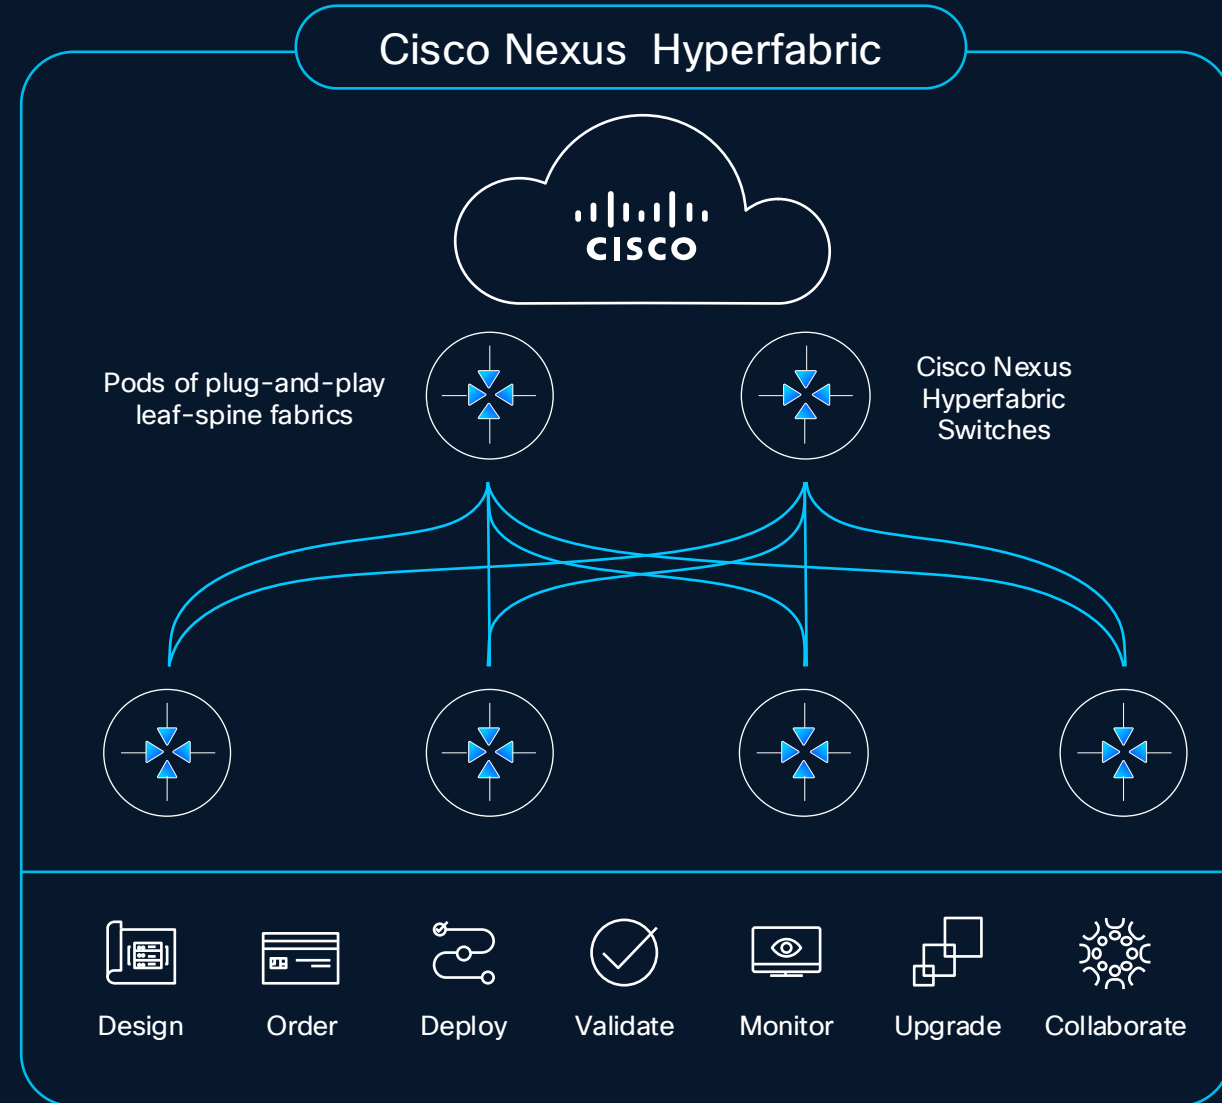 Cisco Nexus Hyperfabric
CISCO
Pods of plug-and-play
leaf-spine fabrics
Cisco Nexus
Hyperfabric
Switches
Design
Order
Deploy
Validate
Monitor
Upgrade
Collaborate